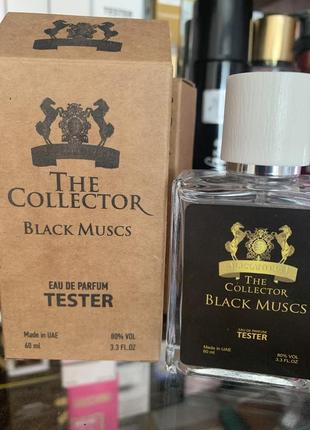 TESTER
THE
COLLECTOR
BLACK MUSCS
EAU DE PARFUM
TESTER
Made in UAE
60 ml
80% VOL
3.3 FL.OZ
THE
COLLECTOR
BLACK MUSCS
EAU DE PARFUM
TESTER
Made in UAE
60 ml
80% VOL
3.3 FL.OZ